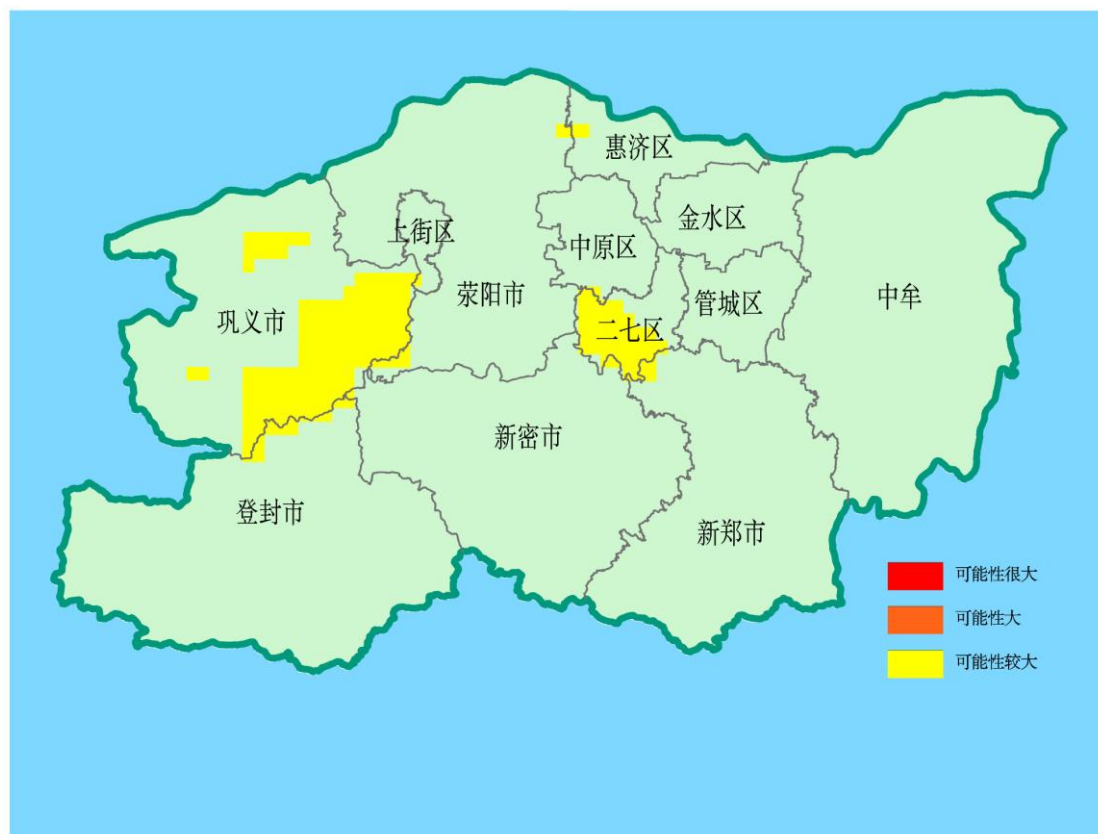 惠济区
金水区
上街区
中原区
荥阳市
中牟
管城区
巩义市
二七区
新密市
登封市
新郑市
可能性很大
可能性大
可能性较大